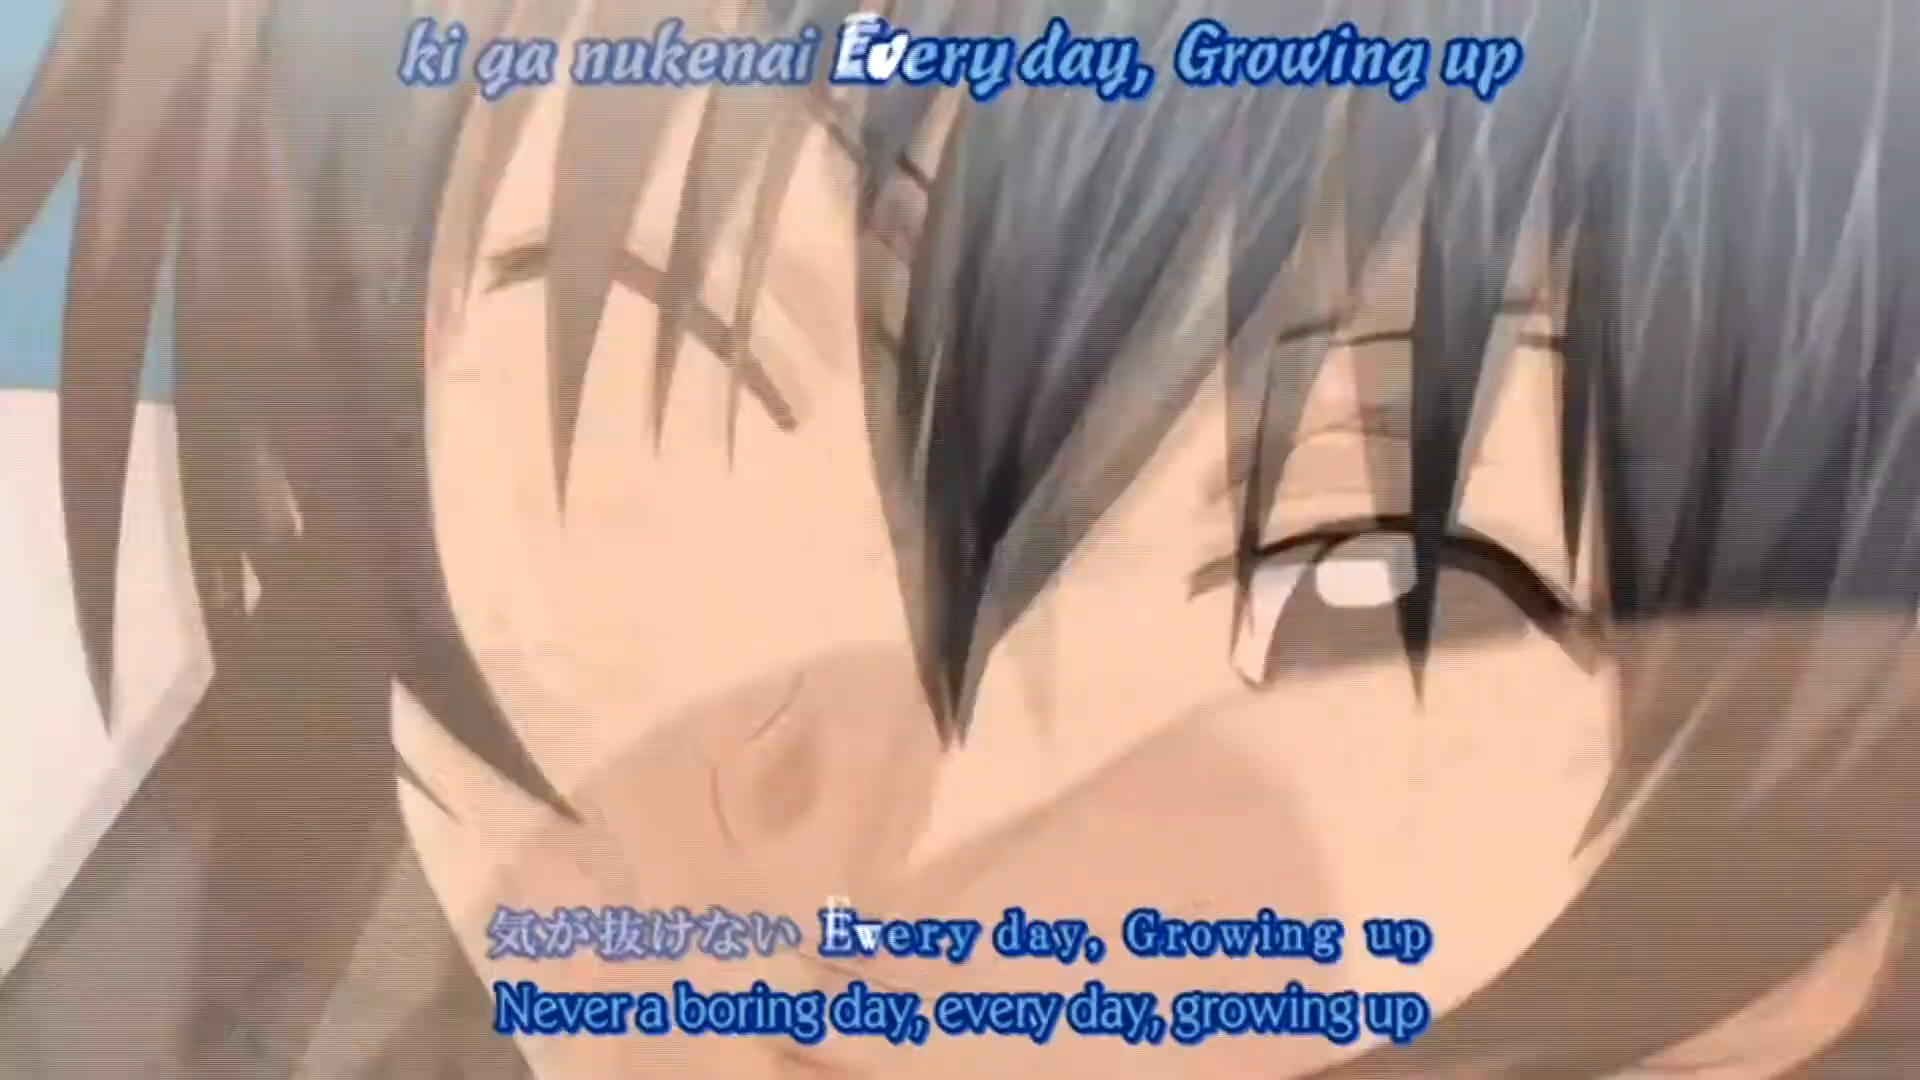 ki ga nukenai Every day, Growing up
気が抜けない Every day, Growing up
Never a boring day, every day, growing up